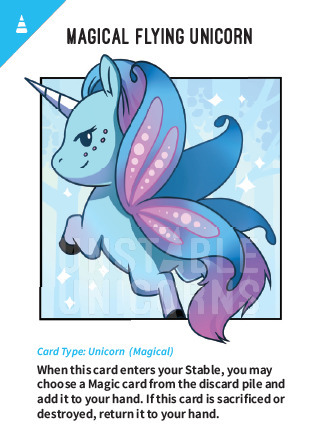 MAGICAL FLYING UNICORN
UNSTABLE
UNICORNS
Card Type: Unicorn (Magical)
When this card enters your Stable, you may
choose a Magic card from the discard pile and
add it to your hand. If this card is sacrificed or
destroyed, return it to your hand.